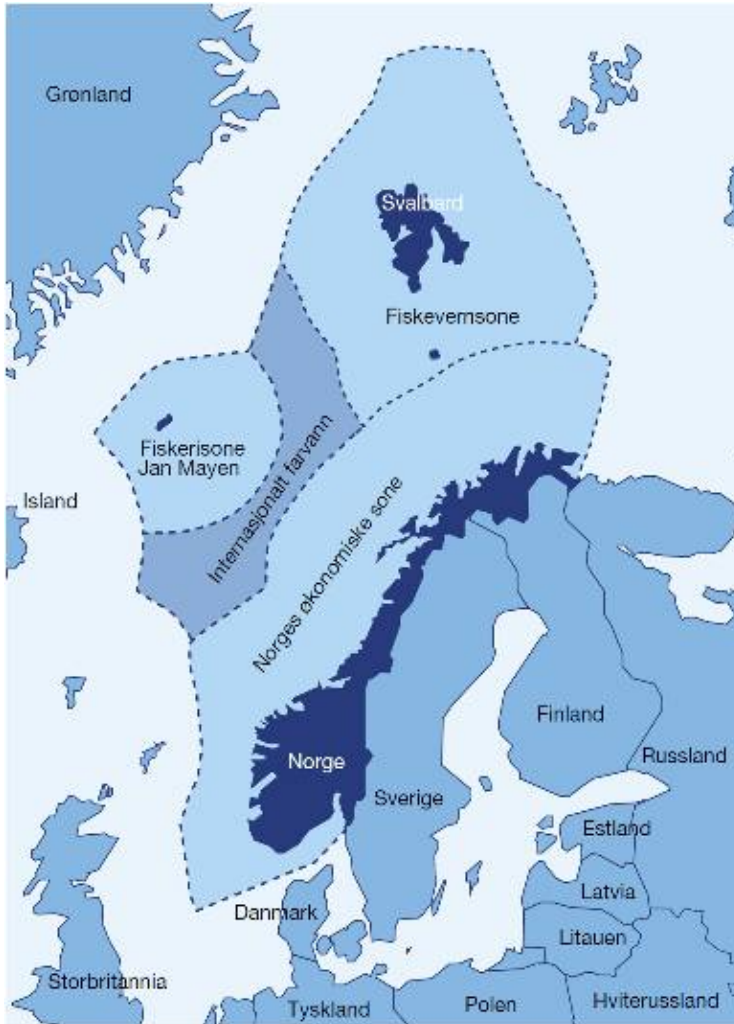 Grønland
Svalbard
Fiskevernsone
Fiskerisone
Jan Mayen
Internasjonalt farvann
Island
Norges økonomiske sone
Finland
Russland
Norge
Sverige
Estland
Latvia
Danmark
Litauen
Storbritannia
Tyskland
Polen
Hviterussland